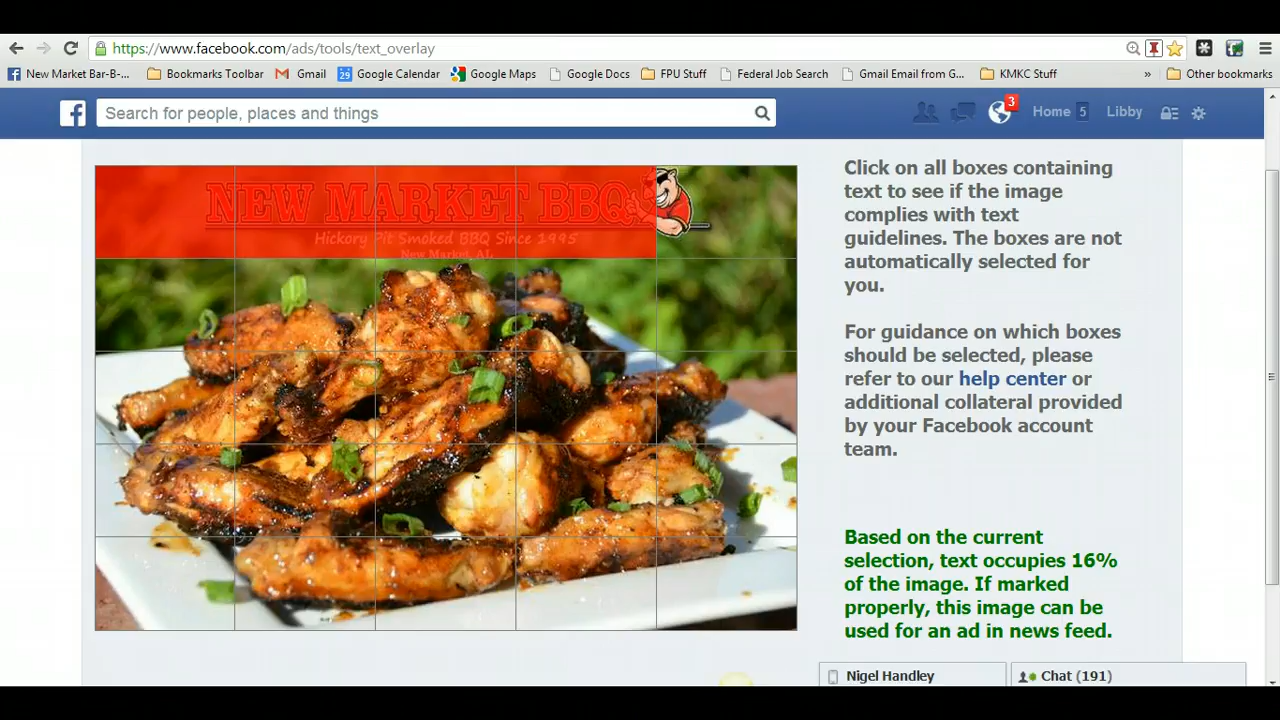 https://www.facebook.com/ads/tools/text_overlay
New Market Bar-B-... Bookmarks Toolbar Gmail 29 Google Calendar Google Maps Google Docs FPU Stuff Federal Job Search Gmail Email from G... KMKC Stuff » Other bookmarks
f Search for people, places and things 3 Home 5 Libby
NEW MARKET BBQ
Hickory Pit Smoked BBQ Since 1995
New Market, AL
Click on all boxes containing
text to see if the image
complies with text
guidelines. The boxes are not
automatically selected for
you.
For guidance on which boxes
should be selected, please
refer to our help center or
additional collateral provided
by your Facebook account
team.
Based on the current
selection, text occupies 16%
of the image. If marked
properly, this image can be
used for an ad in news feed.
Nigel Handley Chat (191)